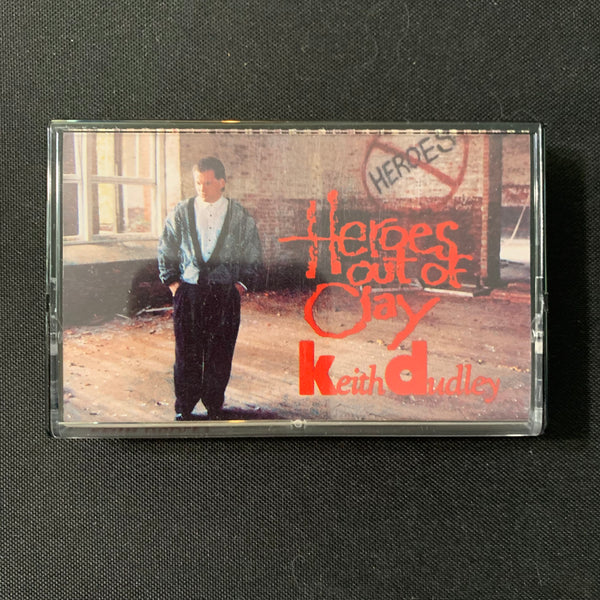 HEROES
Heroes
out of
Clay
keith dudley